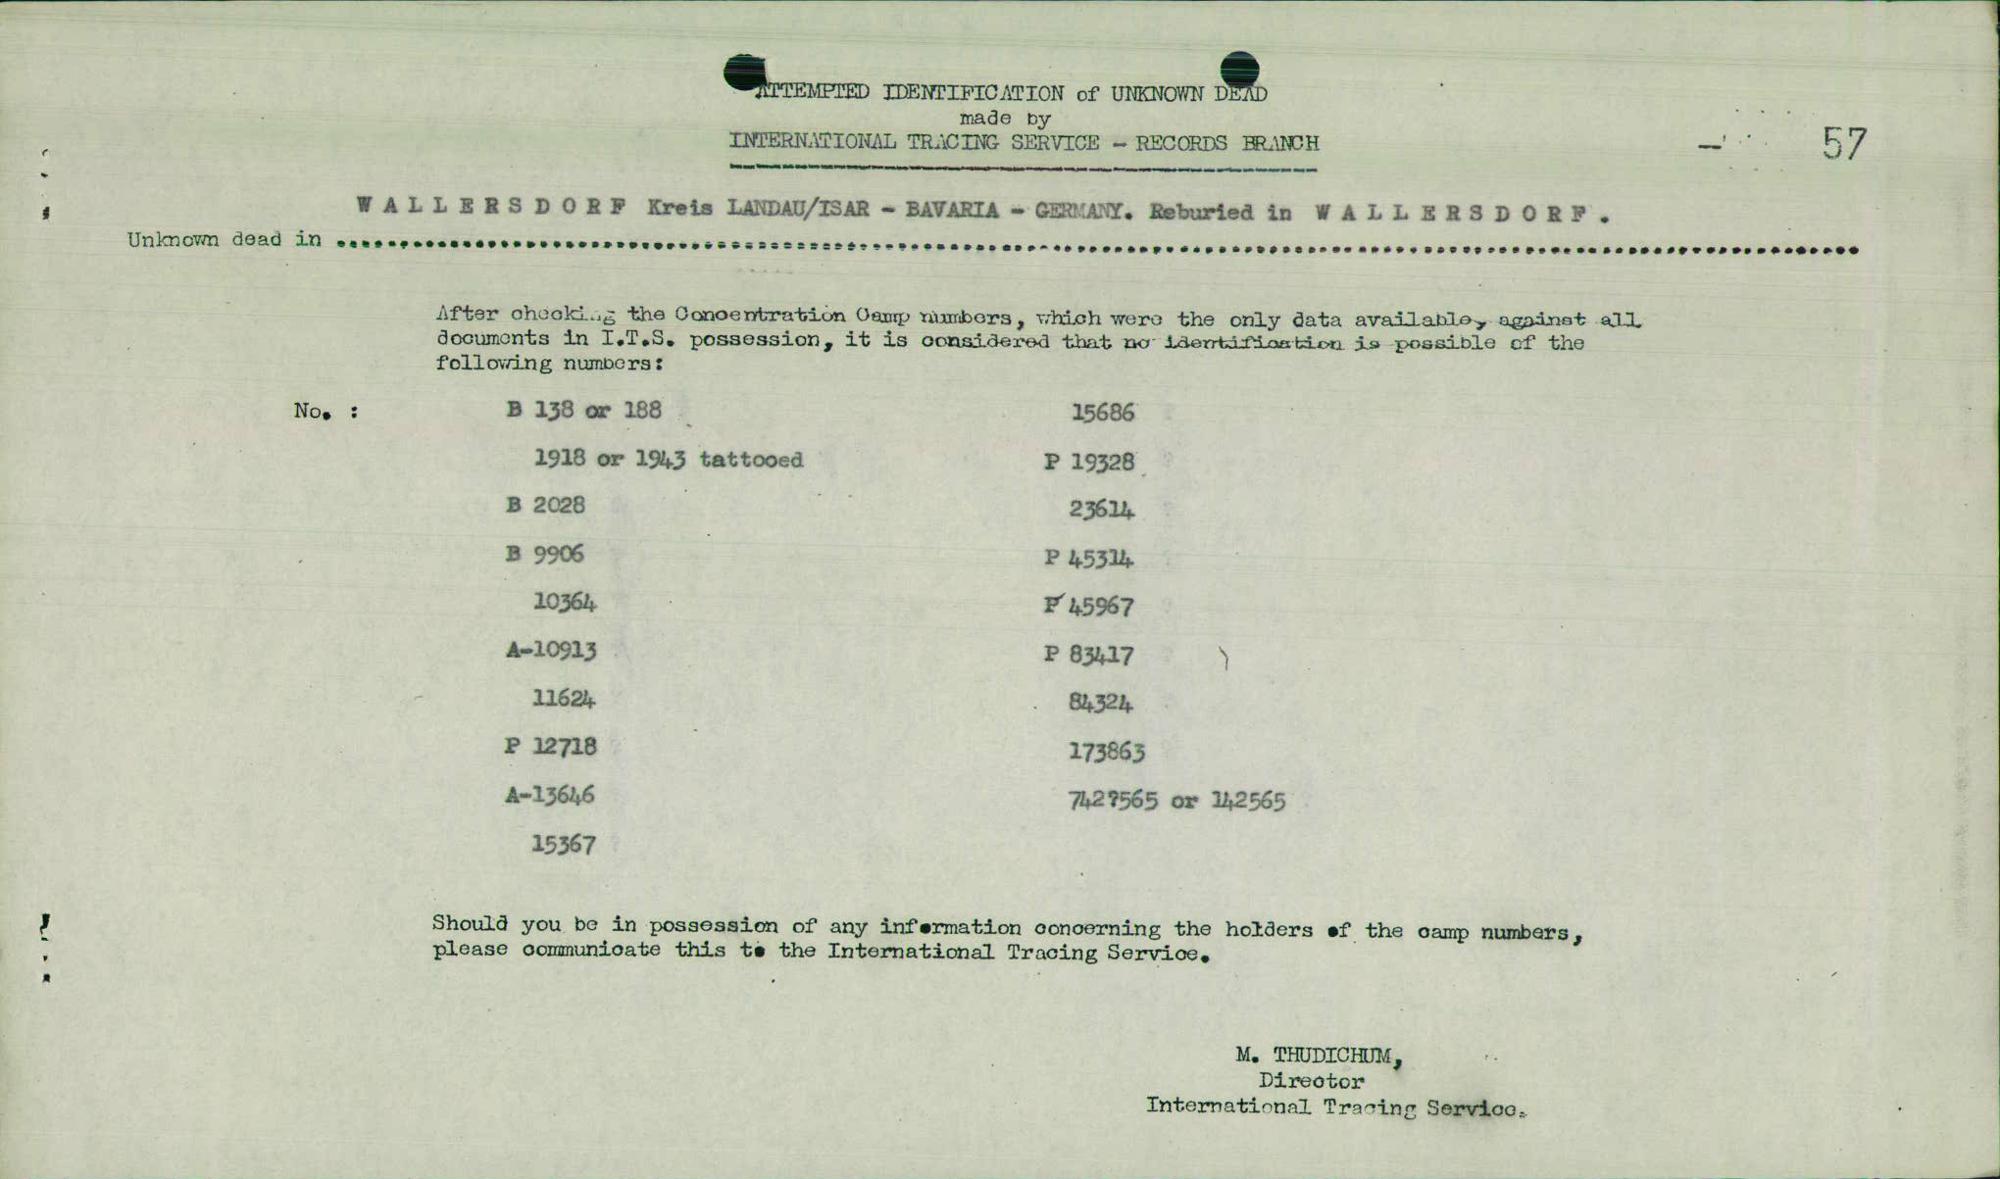 ATTEMPTED IDENTIFICATION of UNKNOWN DEAD
made by
INTERNATIONAL TRACING SERVICE - RECORDS BRANCH
57
WALLERSDORF Kreis LANDAU/ISAR - BAVARIA - GERMANY. Reburied in WALLERSDORF.
Unknown dead in ................................................................
After checking the Concentration Camp numbers, which were the only data available, against all
documents in I.T.S. possession, it is considered that no identification is possible of the
following numbers:
No. : B 138 or 188 15686
1918 or 1943 tattooed P 19328
B 2028 23614
B 9906 P 45314
10364 P 45967
A-10913 P 83417
11624 84324
P 12718 173863
A-13646 742?565 or 142565
15367
Should you be in possession of any information concerning the holders of the camp numbers,
please communicate this to the International Tracing Service.
M. THUDICHUM,
Director
International Tracing Service.